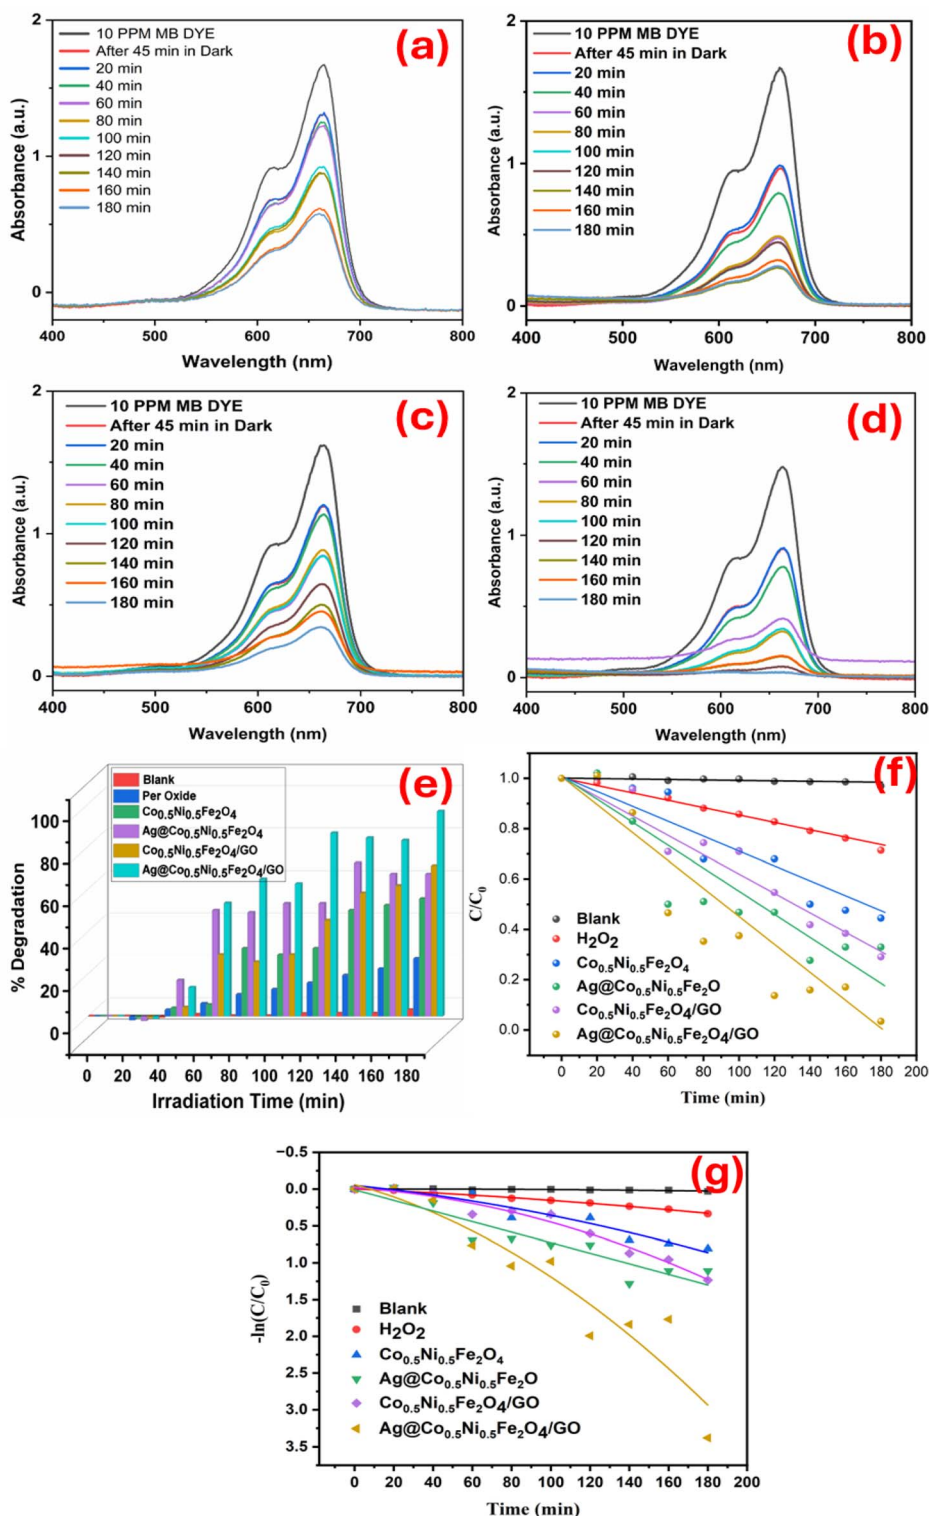 (a)
10 PPM MB DYE
After 45 min in Dark
20 min
40 min
60 min
80 min
100 min
120 min
140 min
160 min
180 min
Absorbance (a.u.)
2
1
0
400 500 600 700 800
Wavelength (nm)
(b)
10 PPM MB DYE
After 45 min in Dark
20 min
40 min
60 min
80 min
100 min
120 min
140 min
160 min
180 min
Absorbance (a.u.)
2
1
0
400 500 600 700 800
Wavelength (nm)
(c)
10 PPM MB DYE
After 45 min in Dark
20 min
40 min
60 min
80 min
100 min
120 min
140 min
160 min
180 min
Absorbance (a.u.)
2
1
0
400 500 600 700 800
Wavelength (nm)
(d)
10 PPM MB DYE
After 45 min in Dark
20 min
40 min
60 min
80 min
100 min
120 min
140 min
160 min
180 min
Absorbance (a.u.)
2
1
0
400 500 600 700 800
Wavelength (nm)
(e)
Blank
Per Oxide
Co₀.₅Ni₀.₅Fe₂O₄
Ag@Co₀.₅Ni₀.₅Fe₂O₄
Co₀.₅Ni₀.₅Fe₂O₄/GO
Ag@Co₀.₅Ni₀.₅Fe₂O₄/GO
% Degradation
100
80
60
40
20
0
0 20 40 60 80 100 120 140 160 180
Irradiation Time (min)
(f)
C/C₀
1.0
0.8
0.6
0.4
0.2
0.0
Blank
H₂O₂
Co₀.₅Ni₀.₅Fe₂O₄
Ag@Co₀.₅Ni₀.₅Fe₂O
Co₀.₅Ni₀.₅Fe₂O₄/GO
Ag@Co₀.₅Ni₀.₅Fe₂O₄/GO
0 20 40 60 80 100 120 140 160 180 200
Time (min)
(g)
-ln(C/C₀)
−0.5
0.0
0.5
1.0
1.5
2.0
2.5
3.0
3.5
Blank
H₂O₂
Co₀.₅Ni₀.₅Fe₂O₄
Ag@Co₀.₅Ni₀.₅Fe₂O
Co₀.₅Ni₀.₅Fe₂O₄/GO
Ag@Co₀.₅Ni₀.₅Fe₂O₄/GO
0 20 40 60 80 100 120 140 160 180 200
Time (min)